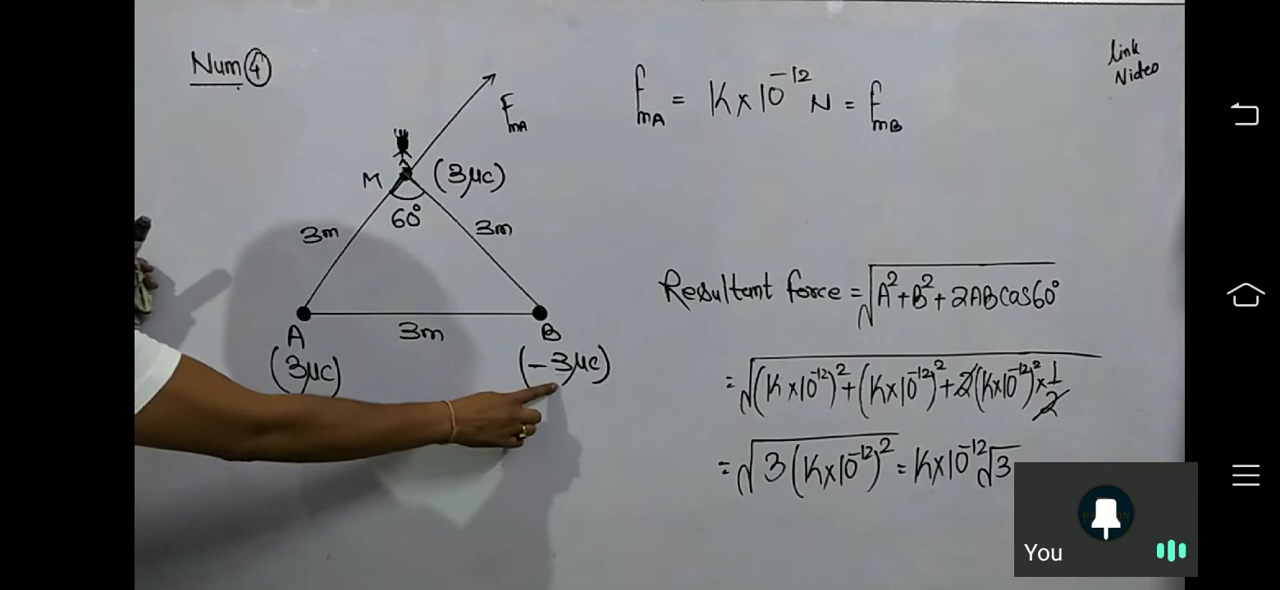 Num ④
link
Video
F_mA
F_mA = K×10⁻¹² N = F_mB
M
(3μc)
60°
3m
3m
A
3m
B
(3μc)
(-3μc)
Resultant force = √A²+B²+2ABCos60°
= √(K×10⁻¹²)²+(K×10⁻¹²)²+2(K×10⁻¹²)²×1/2
= √3(K×10⁻¹²)² = K×10⁻¹²√3
You